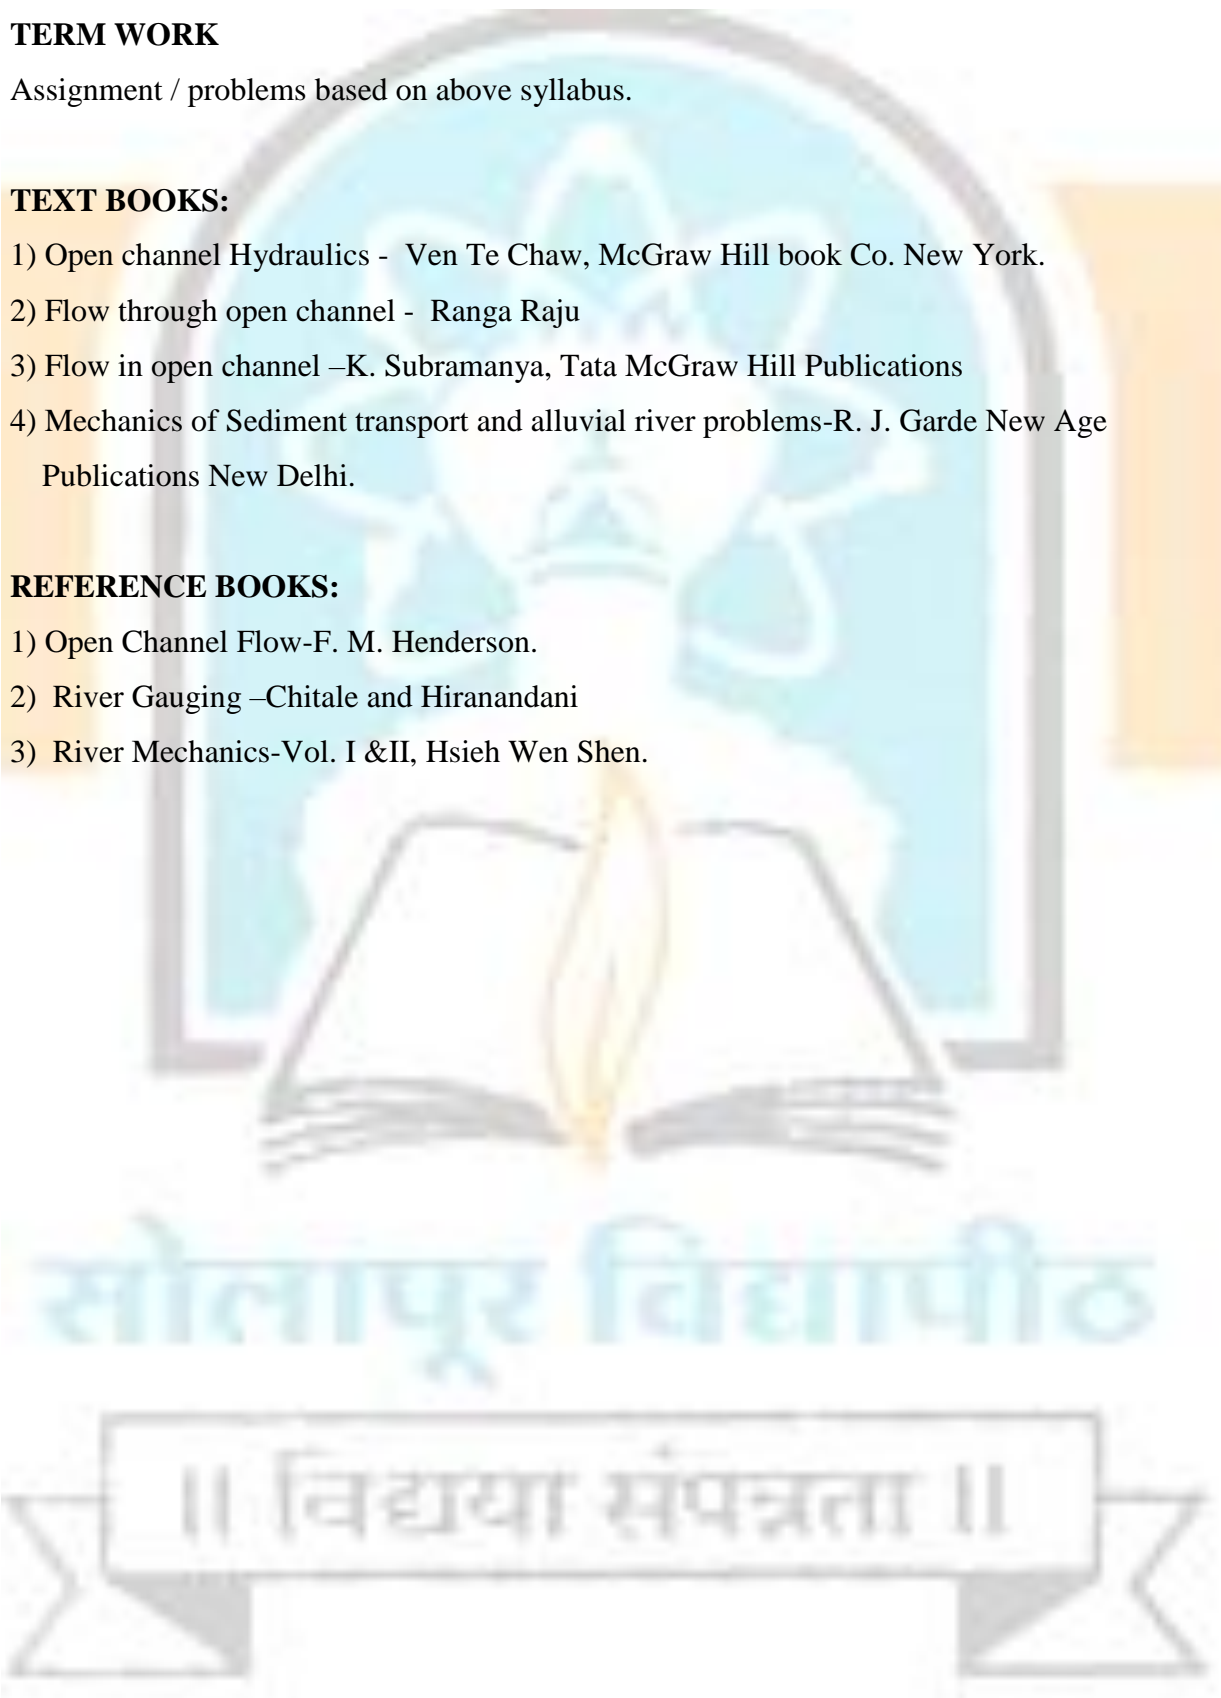 TERM WORK
Assignment / problems based on above syllabus.
TEXT BOOKS:
1) Open channel Hydraulics - Ven Te Chaw, McGraw Hill book Co. New York.
2) Flow through open channel - Ranga Raju
3) Flow in open channel –K. Subramanya, Tata McGraw Hill Publications
4) Mechanics of Sediment transport and alluvial river problems-R. J. Garde New Age
Publications New Delhi.
REFERENCE BOOKS:
1) Open Channel Flow-F. M. Henderson.
2) River Gauging –Chitale and Hiranandani
3) River Mechanics-Vol. I &II, Hsieh Wen Shen.
सोलापूर विद्यापीठ
॥ विद्यया संपन्नता ॥